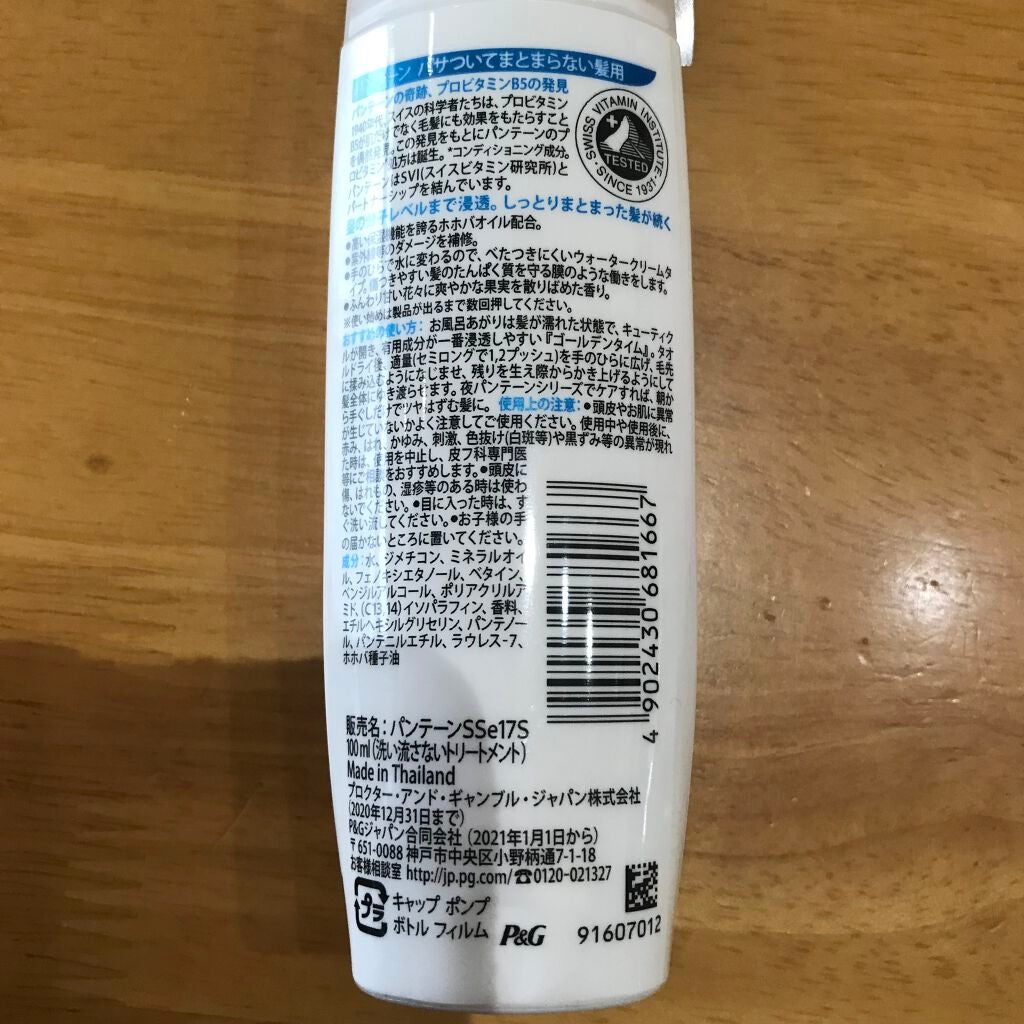 ーン パサついてまとまらない髪用
パンテーンの奇跡、プロビタミンB5の発見
スイスの科学者たちは、プロビタミン
でなく毛髪にも効果をもたらすこと
を この発見をもとにパンテーンのプ
ロビタミン 処方は誕生。*コンディショニング成分。
パンテーンはSVI(スイスビタミン研究所)と
パートナーシップを結んでいます。
SWISS VITAMIN INSTITUTE
TESTED
SINCE 1931
レベルまで浸透。しっとりまとまった髪が続く
機能を誇るホホバオイル配合。
のダメージを補修。
●手のひらで水に変わるので、べたつきにくいウォータークリームタ
イプ。傷つきやすい髪のたんぱく質を守る膜のような働きをします。
●ふんわり甘い花々に爽やかな果実を散りばめた香り。
※使い始めは製品が出るまで数回押してください。
おすすめの使い方: お風呂あがりは髪が濡れた状態で、キューティク
ルが開き、有用成分が一番浸透しやすい『ゴールデンタイム』。タオ
ルドライ後、適量(セミロングで1,2プッシュ)を手のひらに広げ、毛先
に揉み込むようになじませ、残りを生え際からかき上げるようにして
髪全体にゆき渡らせます。夜パンテーンシリーズでケアすれば、朝か
ら手ぐしだけでツヤはずむ髪に。 使用上の注意: ●頭皮やお肌に異常
が生じていないかよく注意してご使用ください。使用中や使用後に、
赤み、はれ、かゆみ、刺激、色抜け(白斑等)や黒ずみ等の異常が現れ
た時は、使用を中止し、皮フ科専門医
等にご相談をおすすめします。●頭皮に
傷、はれもの、湿疹等のある時は使わ
ないでください。●目に入った時は、す
ぐ洗い流してください。●お子様の手
の届かないところに置いてください。
成分: 水、ジメチコン、ミネラルオイ
ル、フェノキシエタノール、ベタイン、
ベンジルアルコール、ポリアクリルア
ミド、(C13,14)イソパラフィン、香料、
エチルヘキシルグリセリン、パンテノー
ル、パンテニルエチル、ラウレス-7、
ホホバ種子油
4 902430 681667
販売名: パンテーンSSe17S
100ml(洗い流さないトリートメント)
Made in Thailand
プロクター・アンド・ギャンブル・ジャパン株式会社
(2020年12月31日まで)
P&Gジャパン合同会社 (2021年1月1日から)
〒651-0088 神戸市中央区小野柄通7-1-18
お客様相談室 http://jp.pg.com/☎0120-021327
プラ
キャップ ポンプ
ボトル フィルム
P&G
91607012